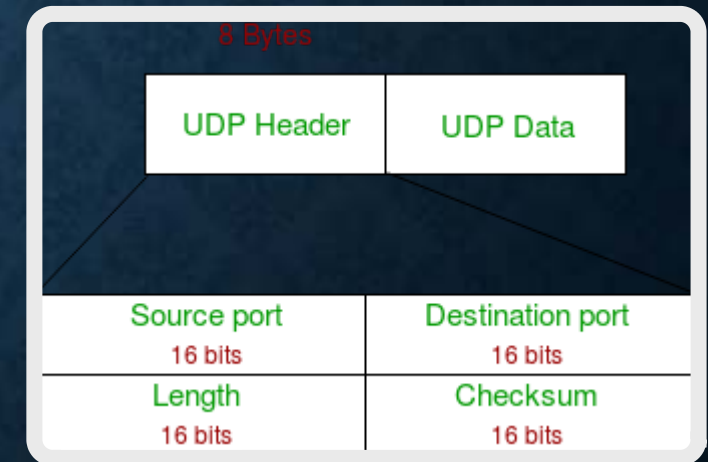 8 Bytes
UDP Header UDP Data
Source port Destination port
16 bits 16 bits
Length Checksum
16 bits 16 bits